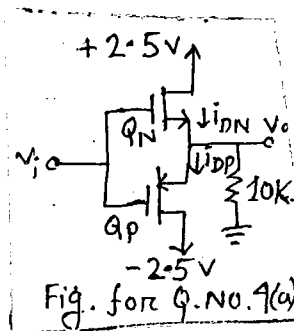 +2.5V
QN
↓iDN
Vo
Vi
↓iDP
QP
10K.
-2.5V
Fig. for Q.NO.4(a)